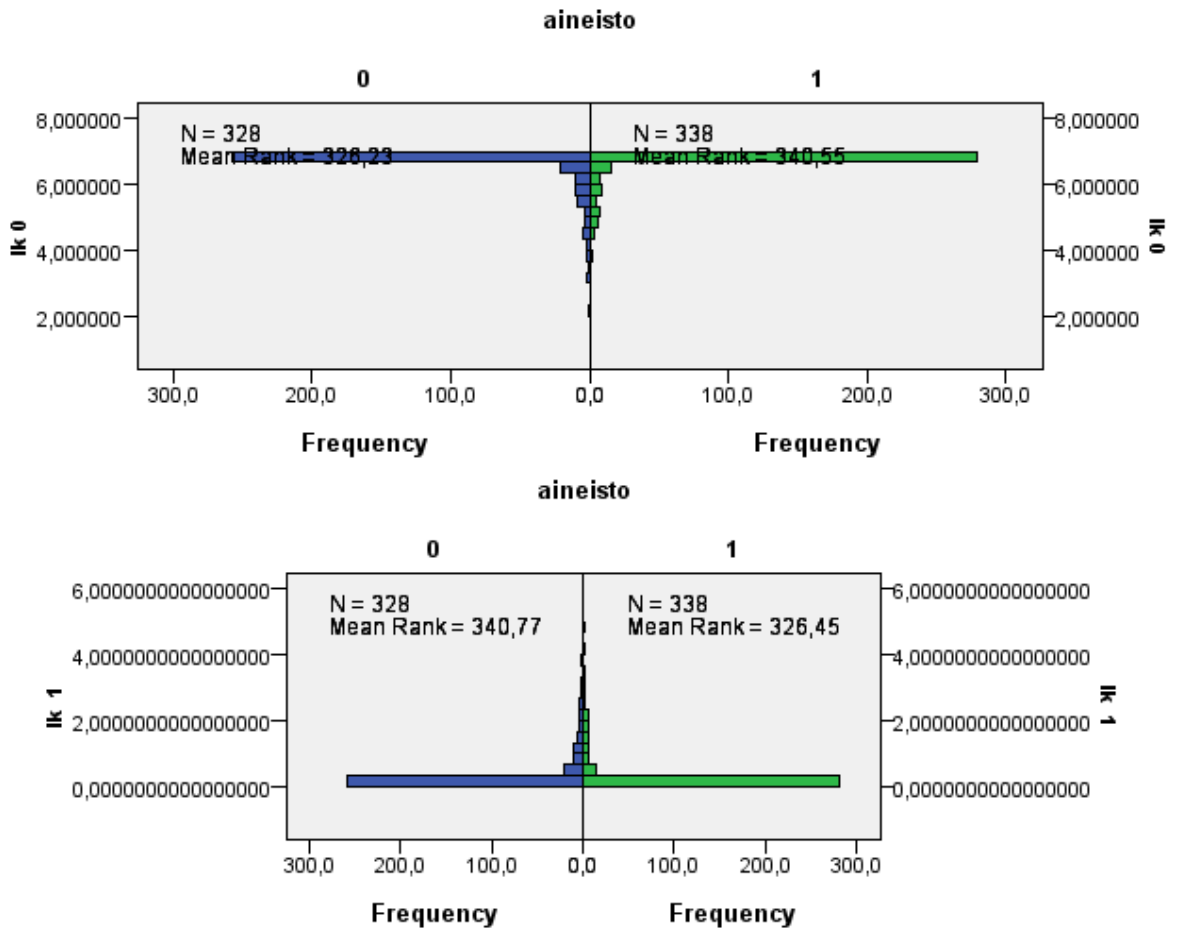 aineisto
0 1
8,000000 8,000000
N = 328 N = 338
Mean Rank = 326,23 Mean Rank = 340,55
6,000000 6,000000
lk 0 lk 0
4,000000 4,000000
2,000000 2,000000
300,0 200,0 100,0 0,0 100,0 200,0 300,0
Frequency Frequency
aineisto
0 1
6,0000000000000000 6,0000000000000000
N = 328 N = 338
Mean Rank = 340,77 Mean Rank = 326,45
4,0000000000000000 4,0000000000000000
lk 1 lk 1
2,0000000000000000 2,0000000000000000
0,0000000000000000 0,0000000000000000
300,0 200,0 100,0 0,0 100,0 200,0 300,0
Frequency Frequency